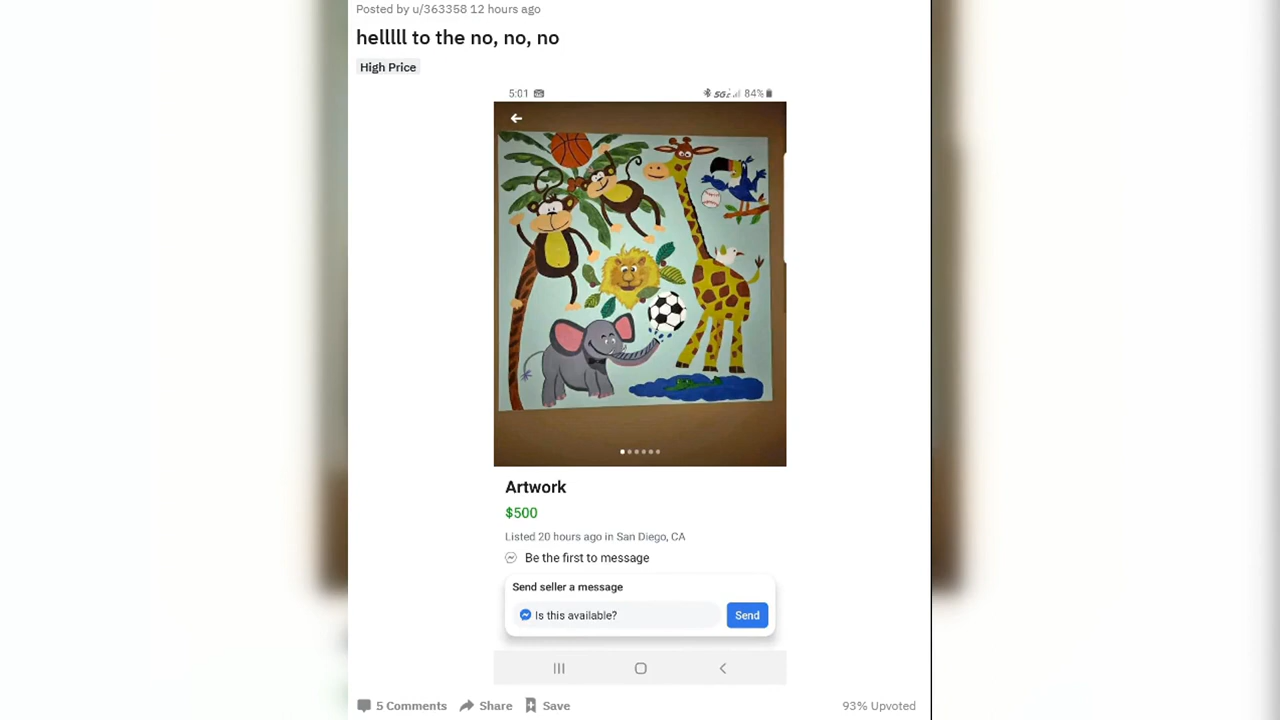 Posted by u/363358 12 hours ago
helllll to the no, no, no
High Price
5:01
84%
Artwork
$500
Listed 20 hours ago in San Diego, CA
Be the first to message
Send seller a message
Is this available?
Send
5 Comments Share Save 93% Upvoted